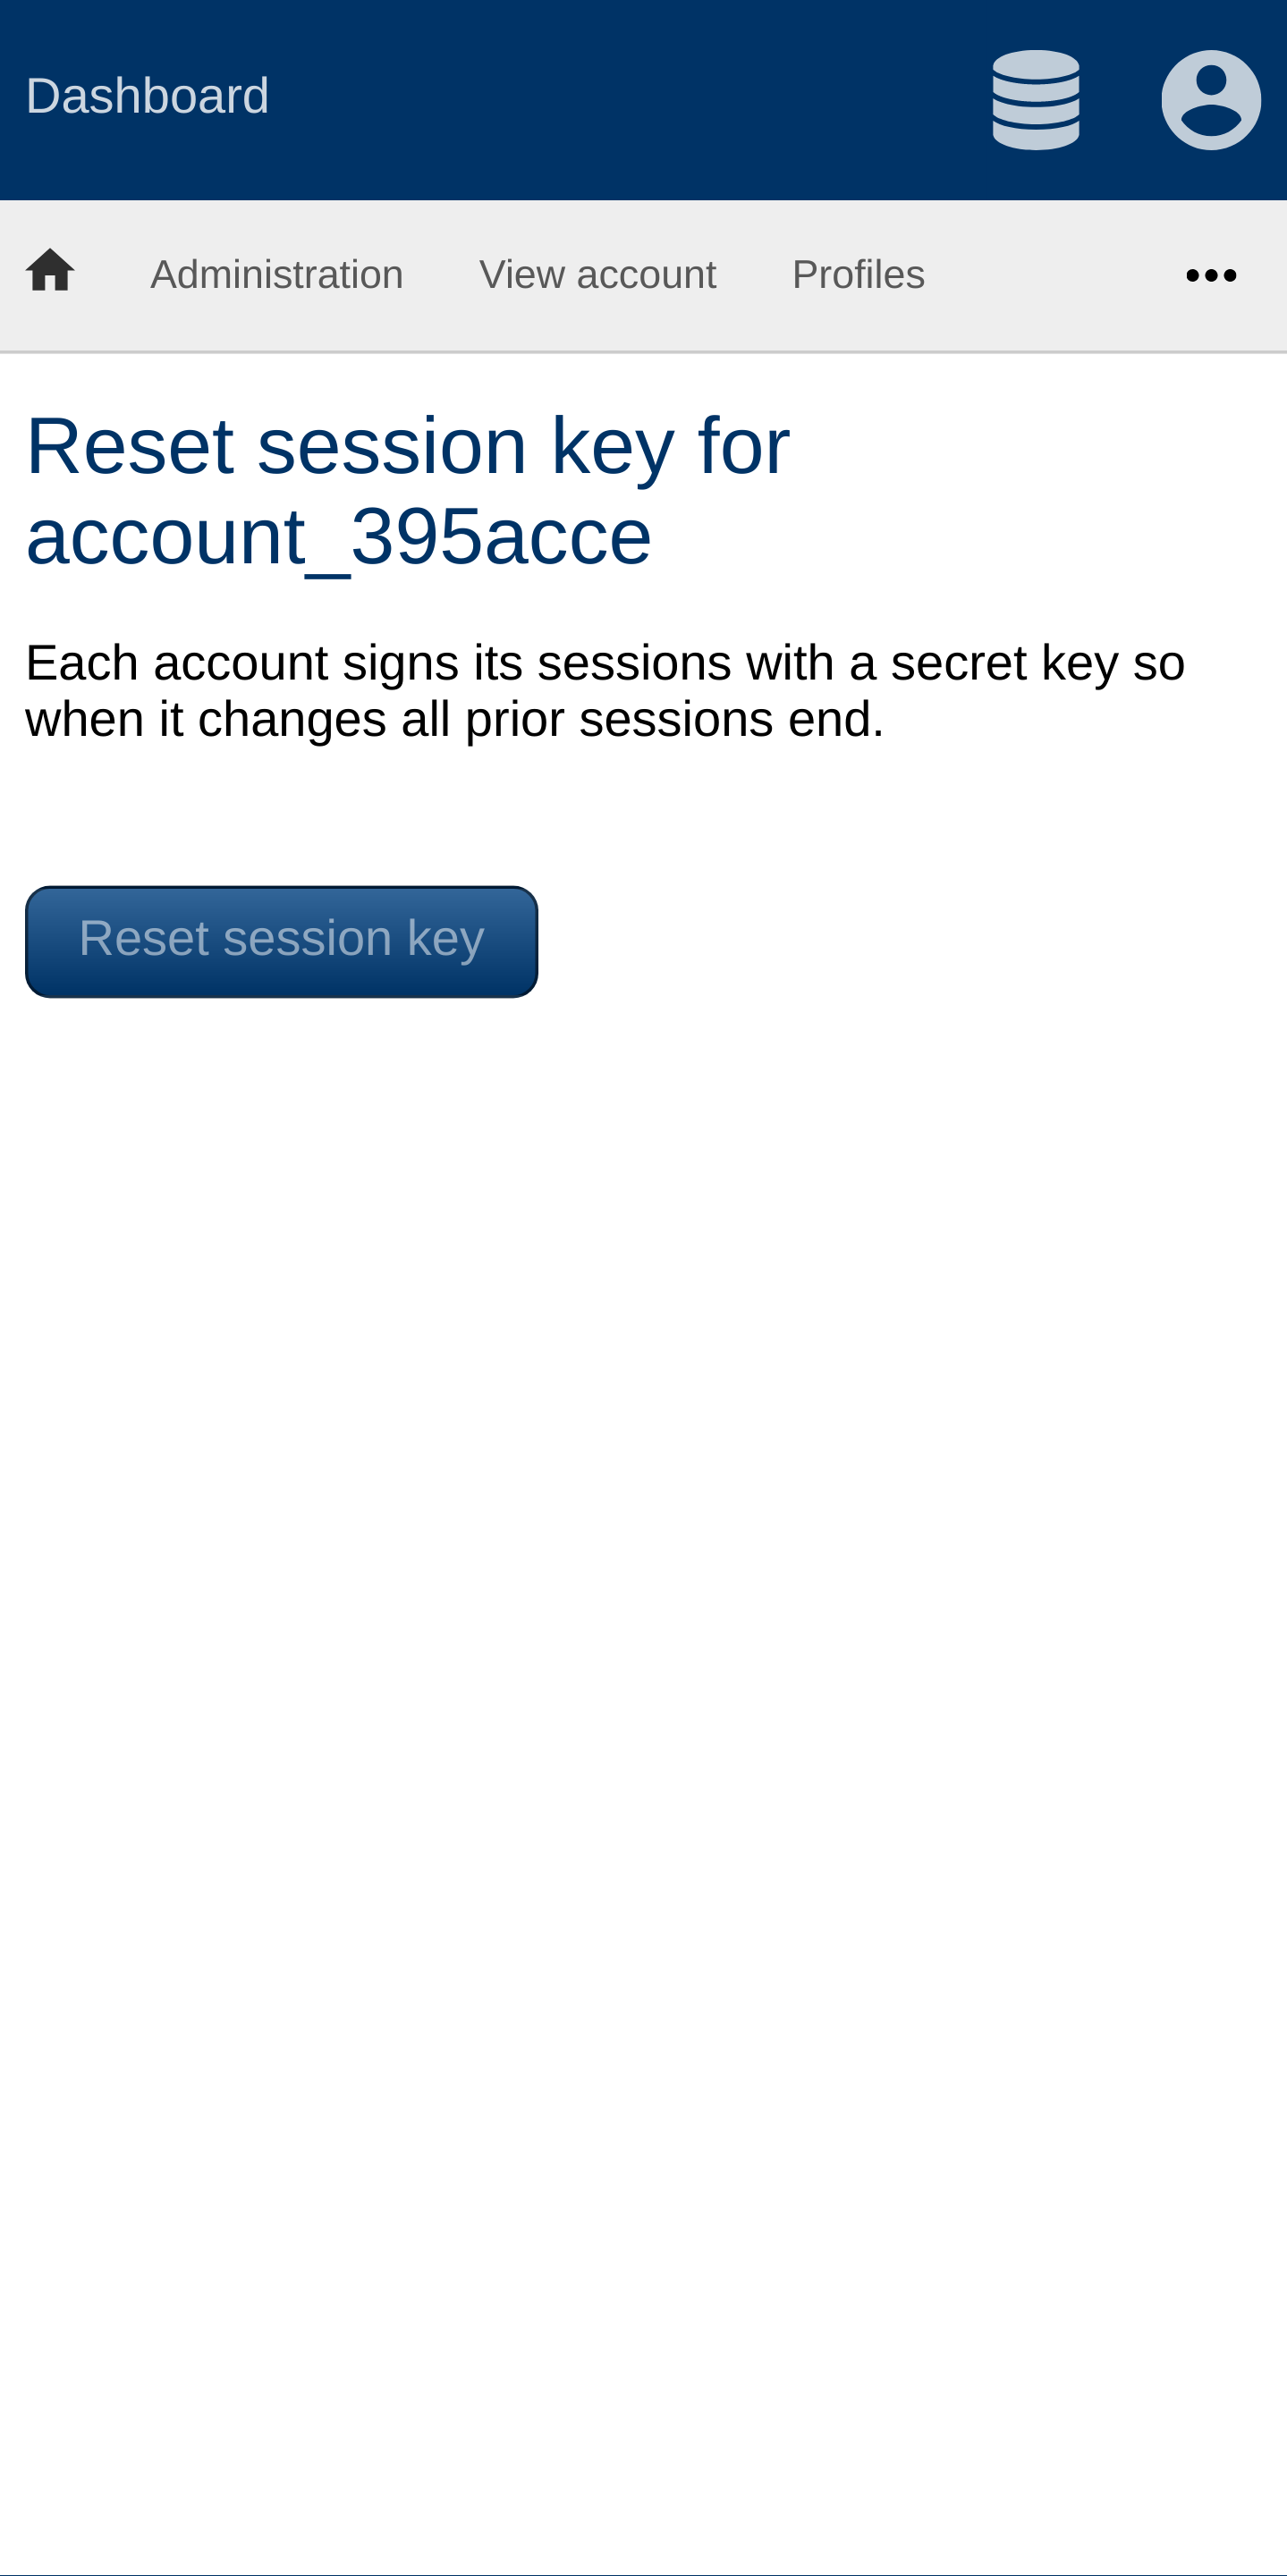 Dashboard
Administration View account Profiles
Reset session key for
account_395acce
Each account signs its sessions with a secret key so
when it changes all prior sessions end.
Reset session key